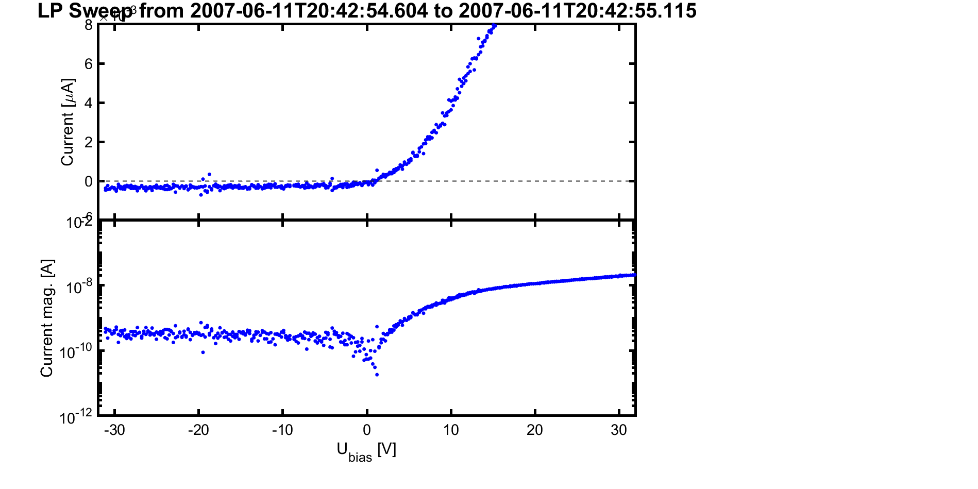 LP Sweep from 2007-06-11T20:42:54.604 to 2007-06-11T20:42:55.115
8
6
4
2
0
-2
Current [μA]
10-6
10-8
10-10
10-12
Current mag. [A]
-30 -20 -10 0 10 20 30
Ubias [V]